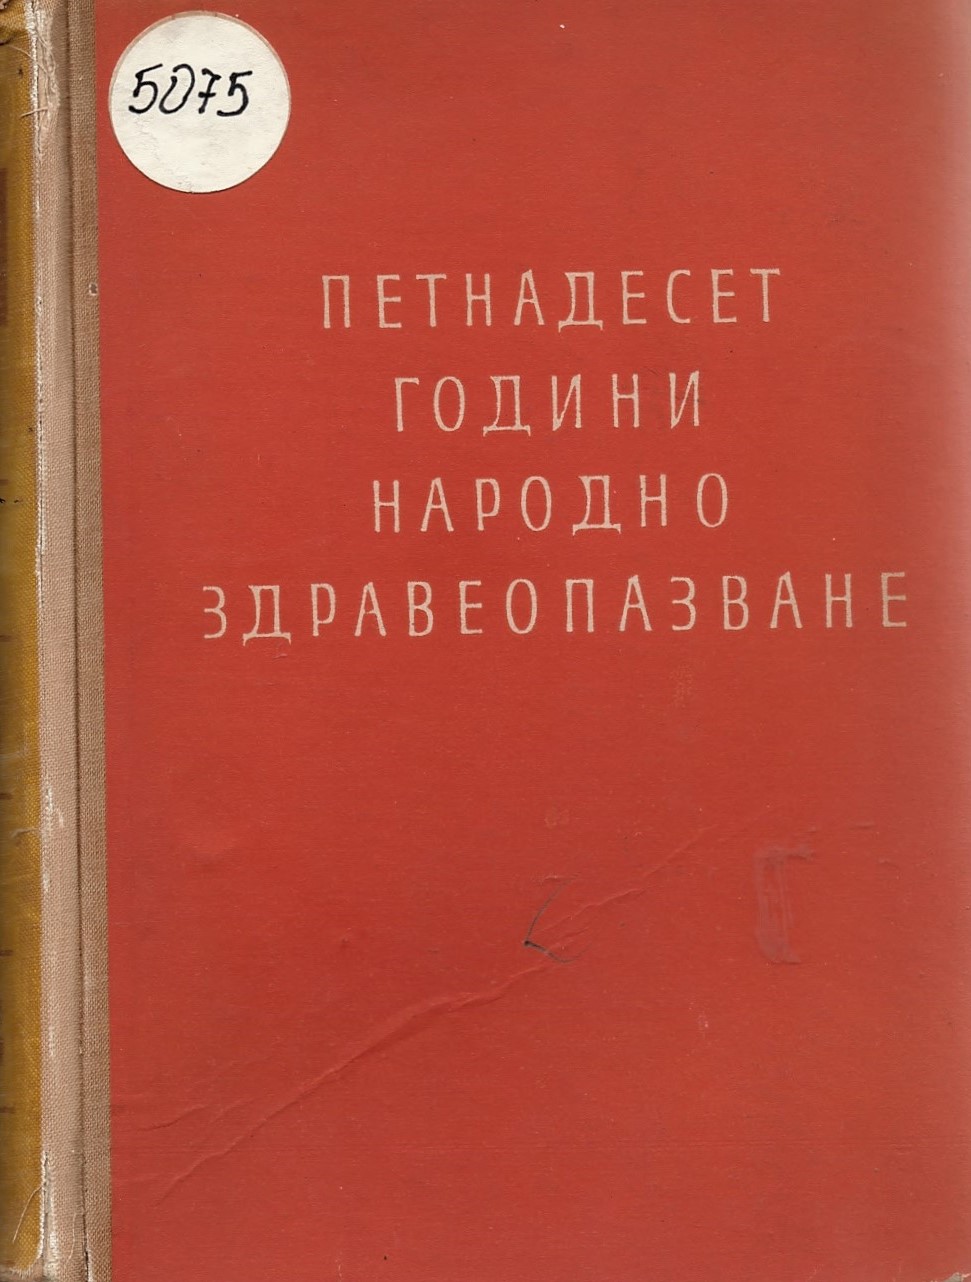 5075
ПЕТНАДЕСЕТ
ГОДИНИ
НАРОДНО
ЗДРАВЕОПАЗВАНЕ